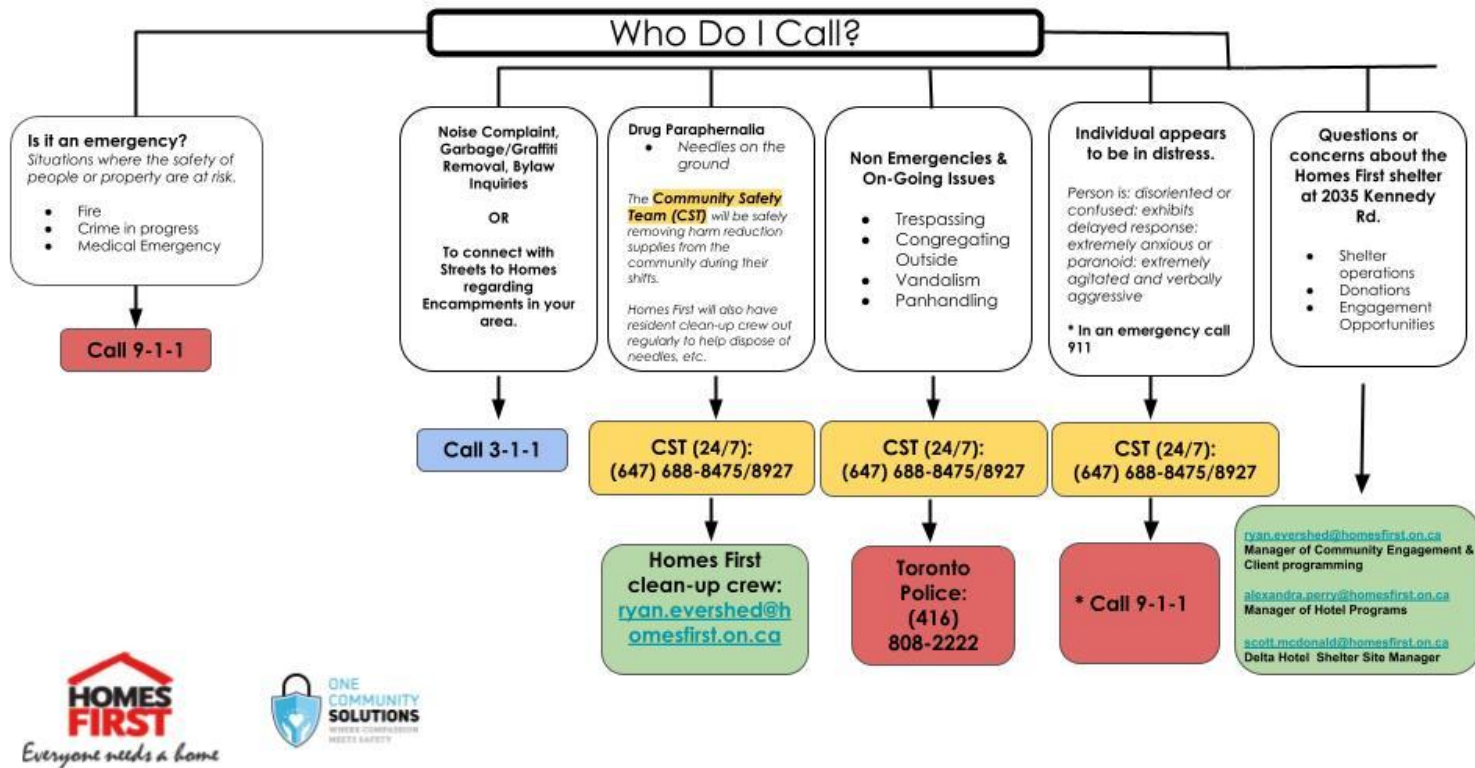 Who Do I Call?
Is it an emergency?
Situations where the safety of
people or property are at risk.
● Fire
● Crime in progress
● Medical Emergency
Call 9-1-1
Noise Complaint,
Garbage/Graffiti
Removal, Bylaw
Inquiries
OR
To connect with
Streets to Homes
regarding
Encampments in your
area.
Call 3-1-1
Drug Paraphernalia
● Needles on the
ground
The Community Safety
Team (CST) will be safely
removing harm reduction
supplies from the
community during their
shifts.
Homes First will also have
resident clean-up crew out
regularly to help dispose of
needles, etc.
CST (24/7):
(647) 688-8475/8927
Homes First
clean-up crew:
ryan.evershed@h
omesfirst.on.ca
Non Emergencies &
On-Going Issues
● Trespassing
● Congregating
Outside
● Vandalism
● Panhandling
CST (24/7):
(647) 688-8475/8927
Toronto
Police:
(416)
808-2222
Individual appears
to be in distress.
Person is: disoriented or
confused: exhibits
delayed response:
extremely anxious or
paranoid: extremely
agitated and verbally
aggressive
* In an emergency call
911
CST (24/7):
(647) 688-8475/8927
* Call 9-1-1
Questions or
concerns about the
Homes First shelter
at 2035 Kennedy
Rd.
● Shelter
operations
● Donations
● Engagement
Opportunities
ryan.evershed@homesfirst.on.ca
Manager of Community Engagement &
Client programming
alexandra.perry@homesfirst.on.ca
Manager of Hotel Programs
scott.mcdonald@homesfirst.on.ca
Delta Hotel Shelter Site Manager
HOMES
FIRST
Everyone needs a home
ONE
COMMUNITY
SOLUTIONS
WHERE COMPASSION
MEETS SAFETY